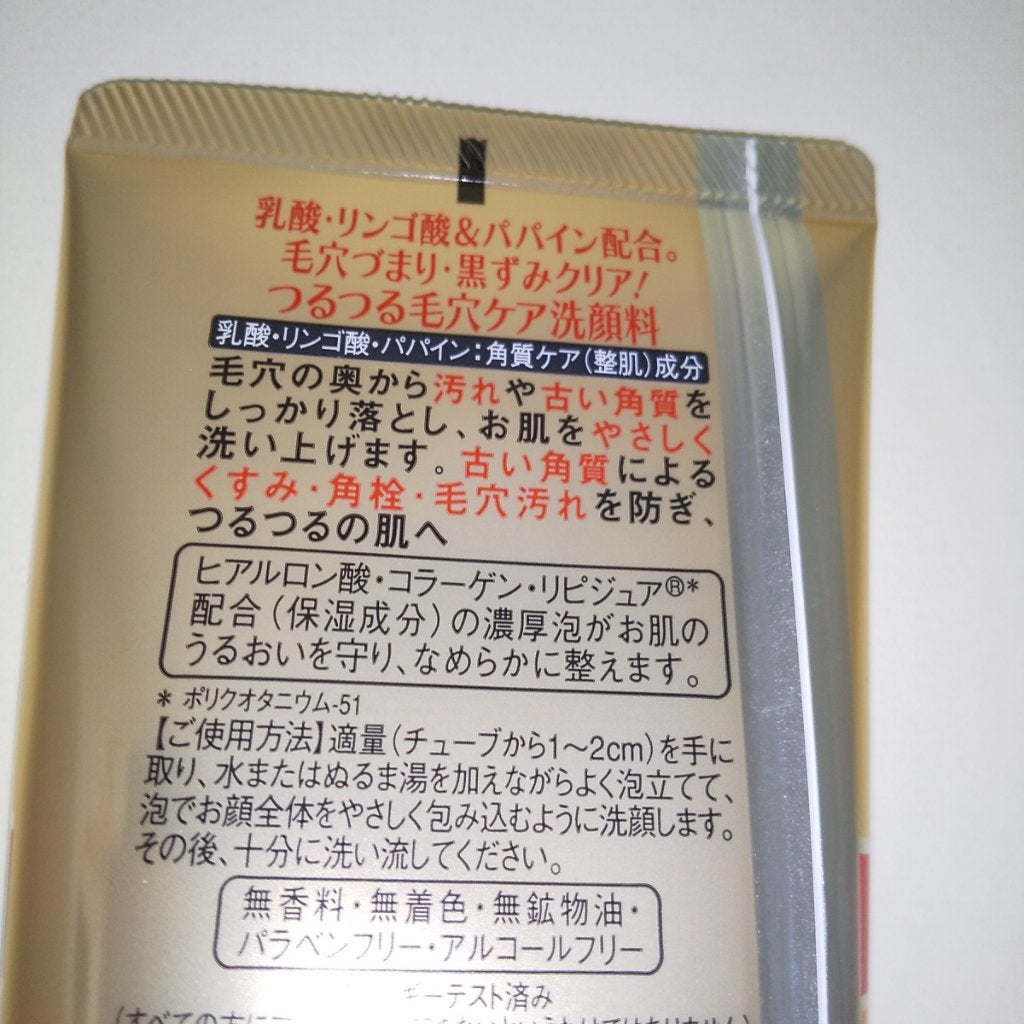 乳酸・リンゴ酸&パパイン配合。
毛穴づまり・黒ずみクリア!
つるつる毛穴ケア洗顔料
乳酸・リンゴ酸・パパイン:角質ケア(整肌)成分
毛穴の奥から汚れや古い角質を
しっかり落とし、お肌をやさしく
洗い上げます。古い角質による
くすみ・角栓・毛穴汚れを防ぎ、
つるつるの肌へ
ヒアルロン酸・コラーゲン・リピジュア®*
配合(保湿成分)の濃厚泡がお肌の
うるおいを守り、なめらかに整えます。
* ポリクオタニウム-51
【ご使用方法】適量(チューブから1〜2cm)を手に
取り、水またはぬるま湯を加えながらよく泡立てて、
泡でお顔全体をやさしく包み込むように洗顔します。
その後、十分に洗い流してください。
無香料・無着色・無鉱物油・
パラベンフリー・アルコールフリー
ーテスト済み
(すべての方に